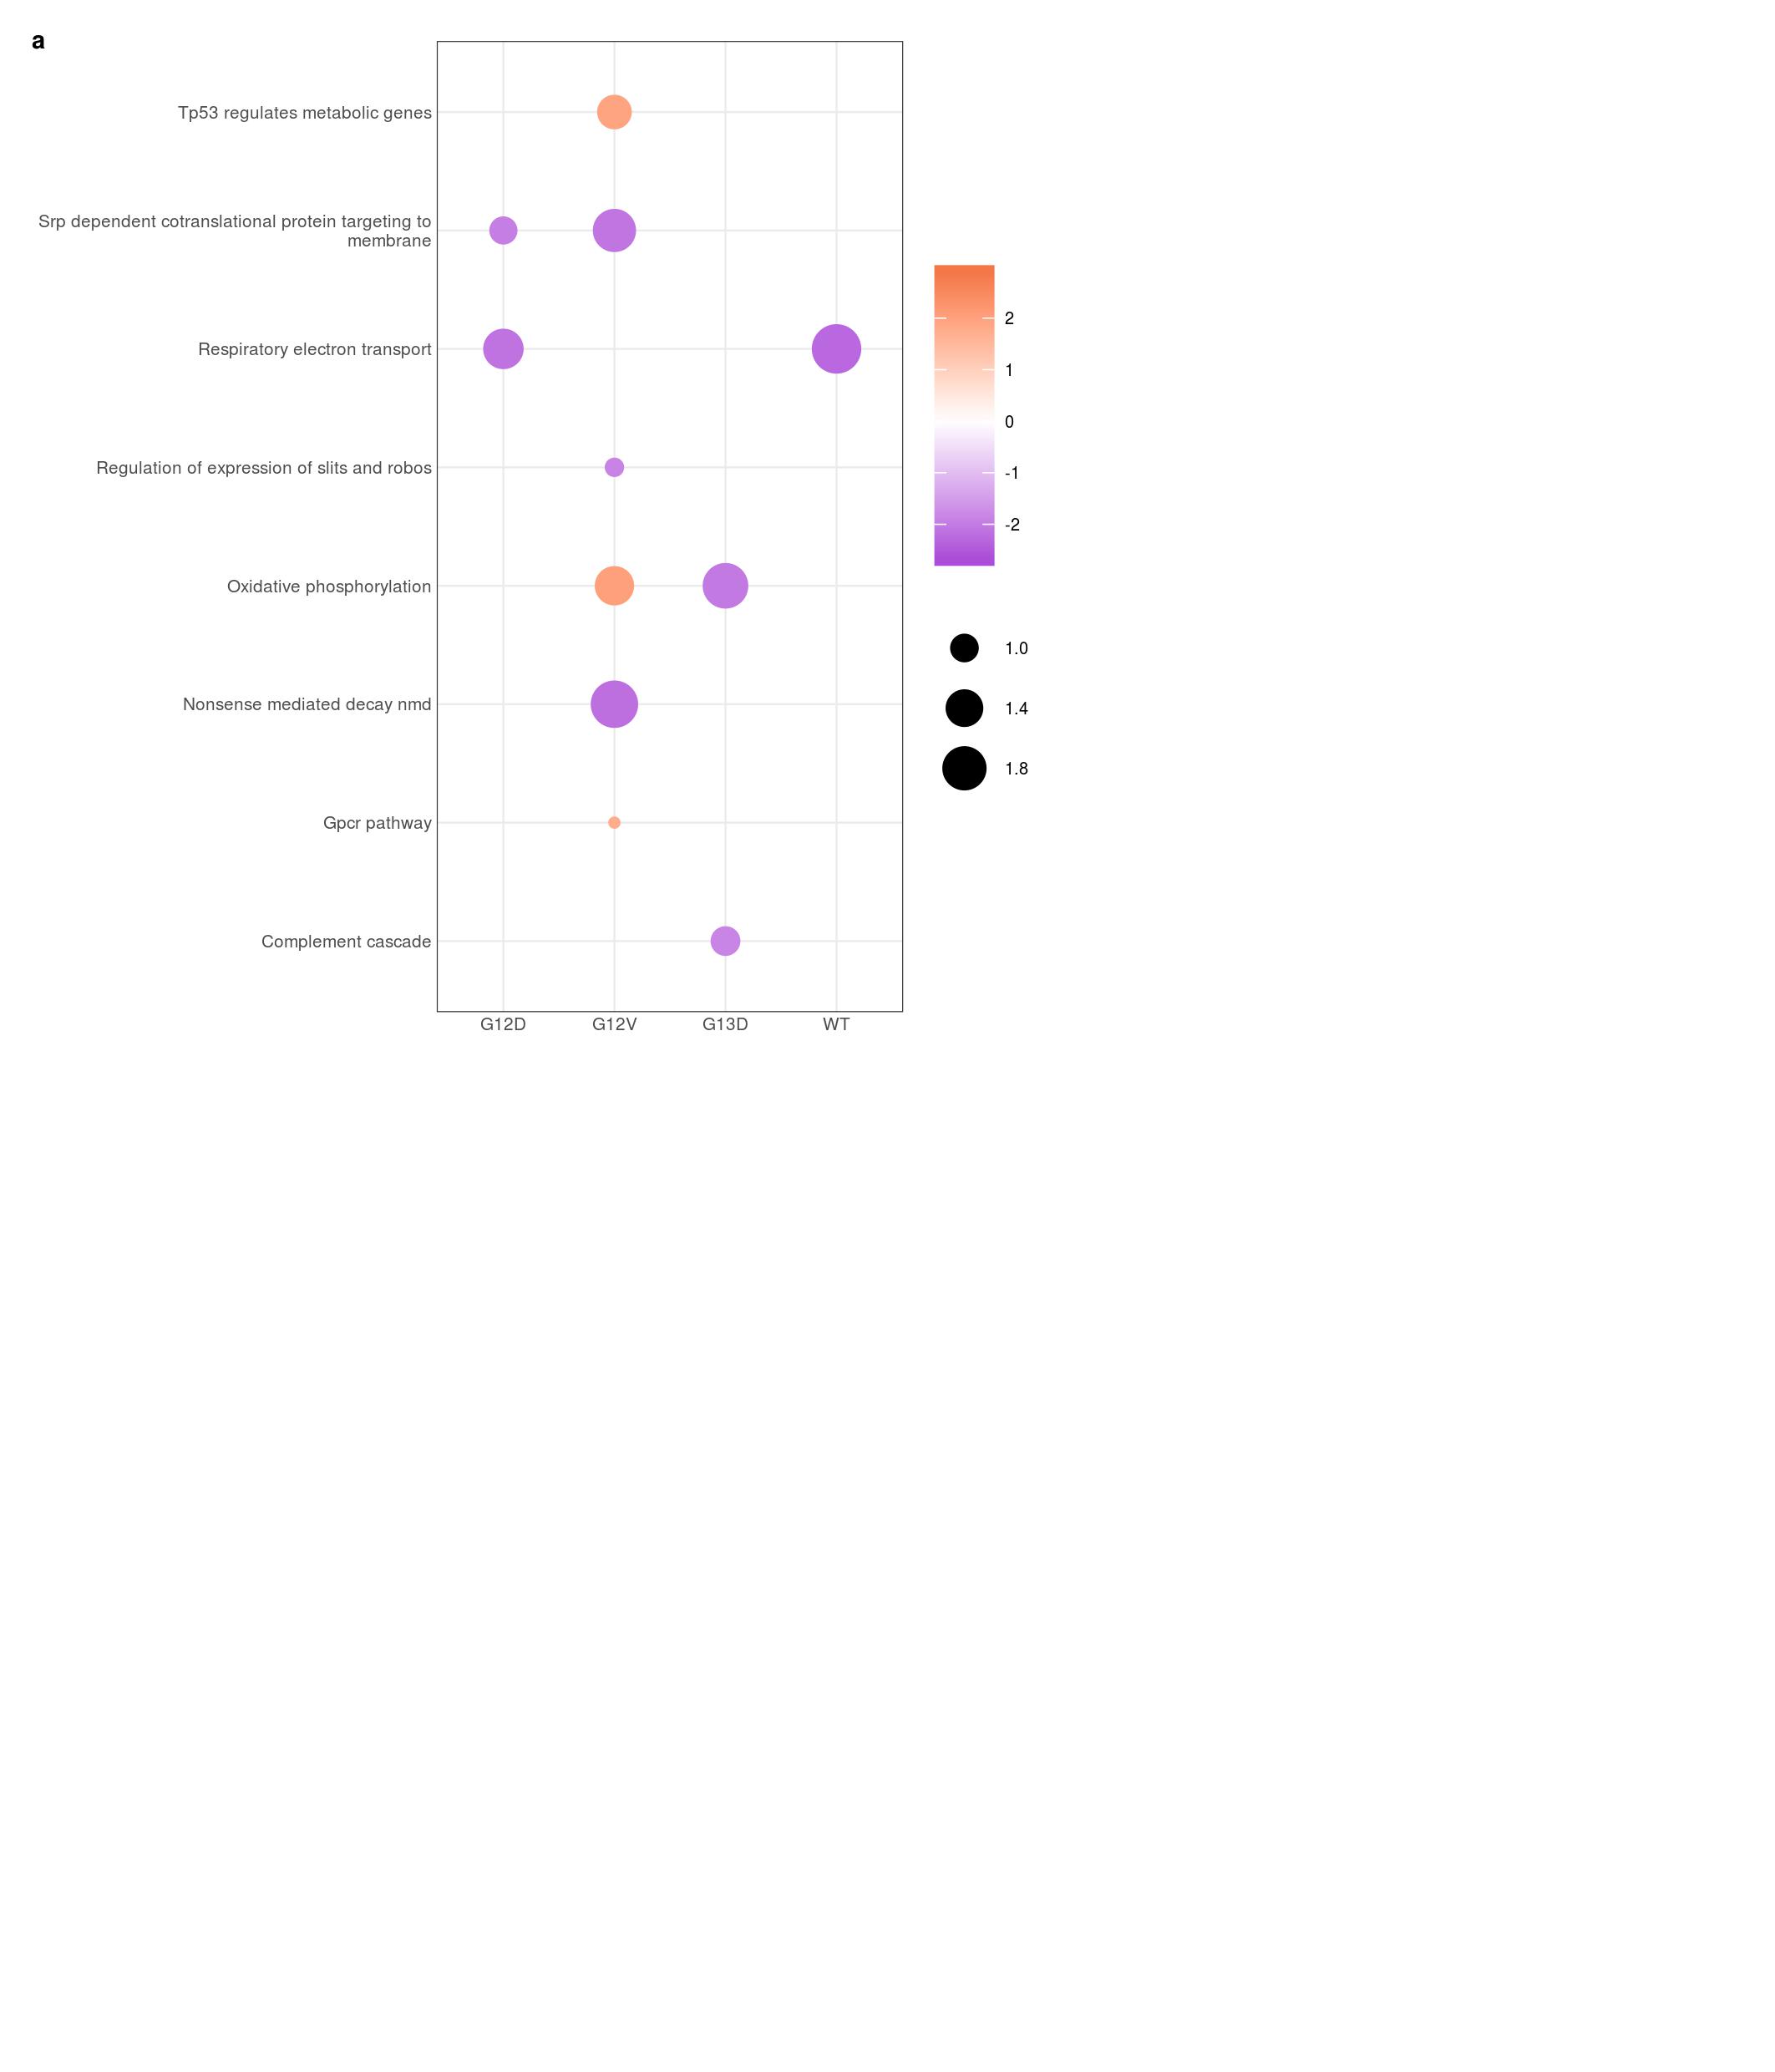 a
Tp53 regulates metabolic genes
Srp dependent cotranslational protein targeting to
membrane
Respiratory electron transport
Regulation of expression of slits and robos
Oxidative phosphorylation
Nonsense mediated decay nmd
Gpcr pathway
Complement cascade
G12D G12V G13D WT
2
1
0
-1
-2
1.0
1.4
1.8